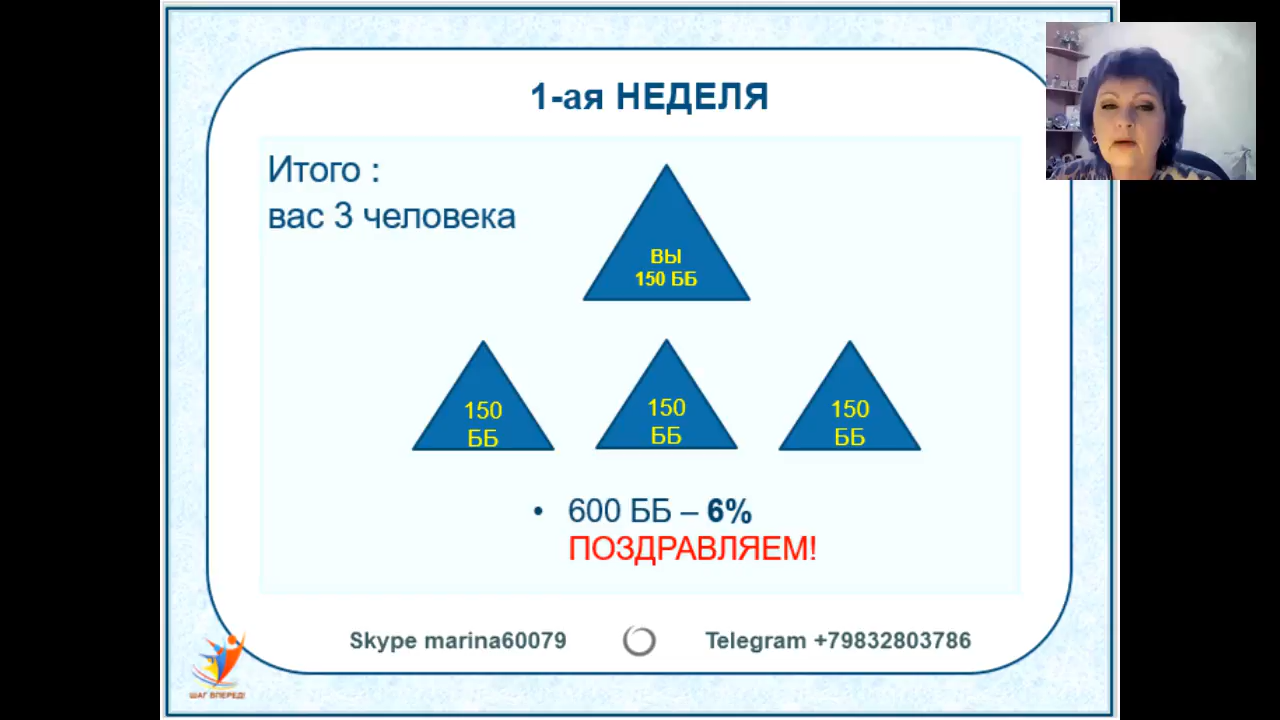 1-ая НЕДЕЛЯ
Итого :
вас 3 человека
ВЫ
150 ББ
150
ББ
150
ББ
150
ББ
• 600 ББ – 6%
ПОЗДРАВЛЯЕМ!
Skype marina60079
Telegram +79832803786
ШАГ ВПЕРЕД!